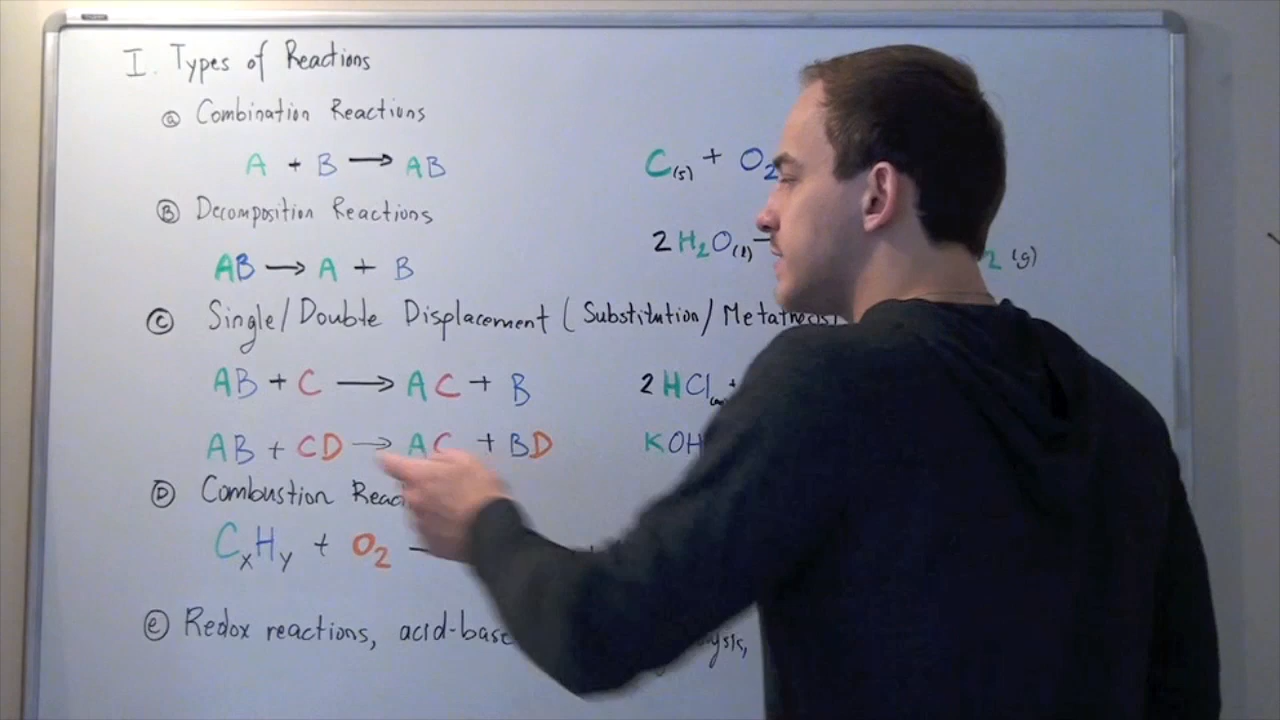 I. Types of Reactions
ⓐ Combination Reactions
A + B → AB
C(s) + O2
Ⓑ Decomposition Reactions
2 H2O(l)
2 (g)
AB → A + B
Ⓒ Single/Double Displacement (Substitution/Metathesis)
AB + C → AC + B
2 HCl
AB + CD → AC + BD
KOH
Ⓓ Combustion
CxHy + O2
ⓔ Redox reactions, acid-base